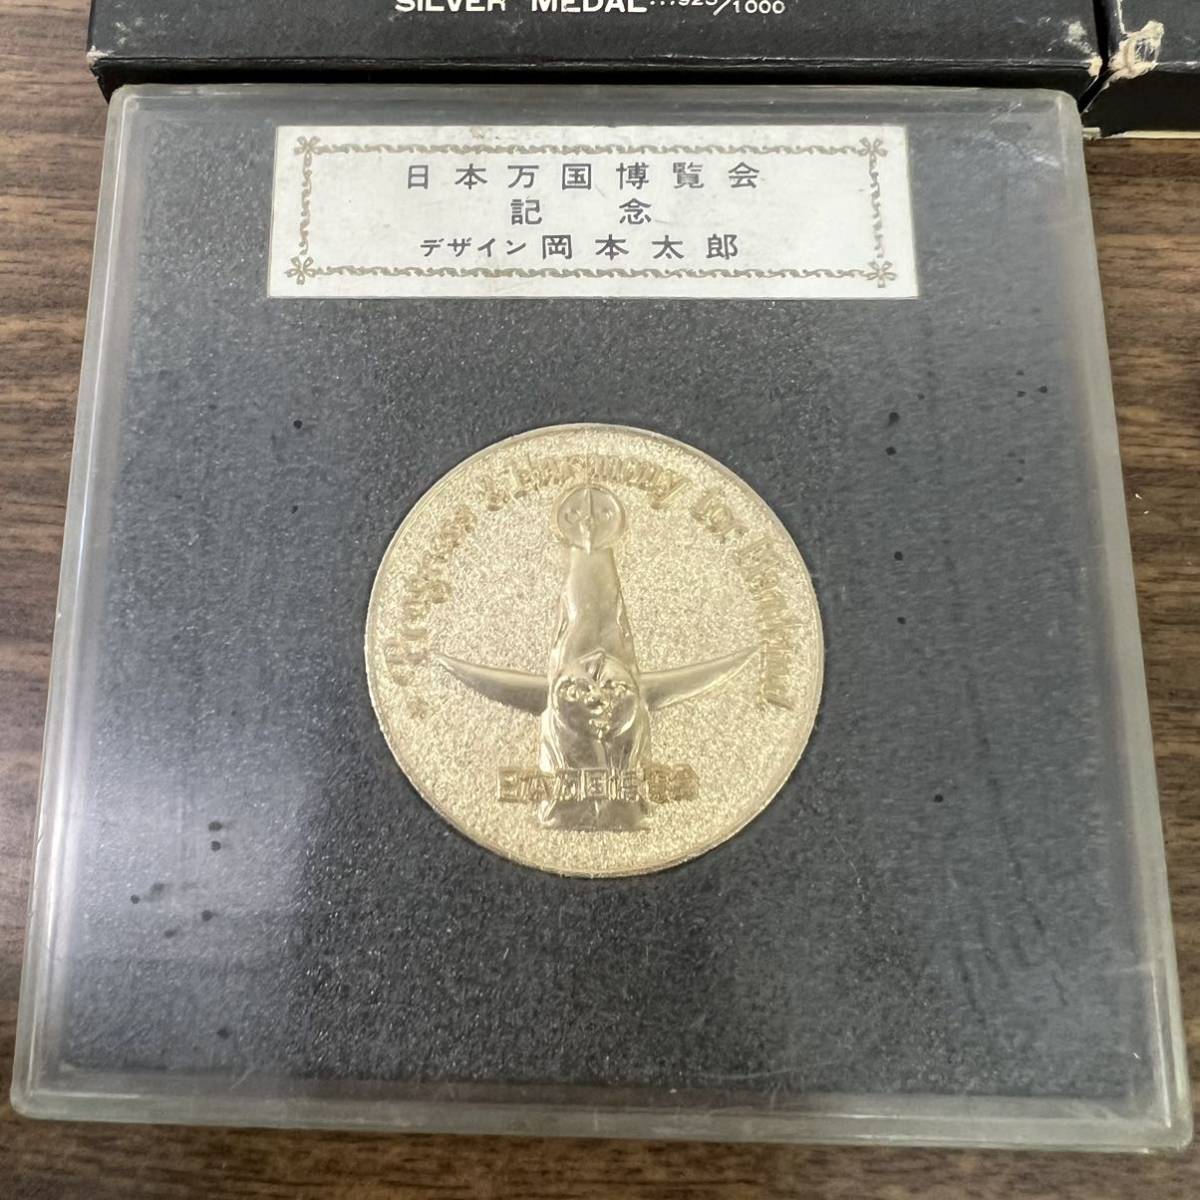 SILVER MEDAL...925/1000
日本万国博覧会
記念
デザイン 岡本太郎
Progress & Harmony for Mankind
日本万国博覧会